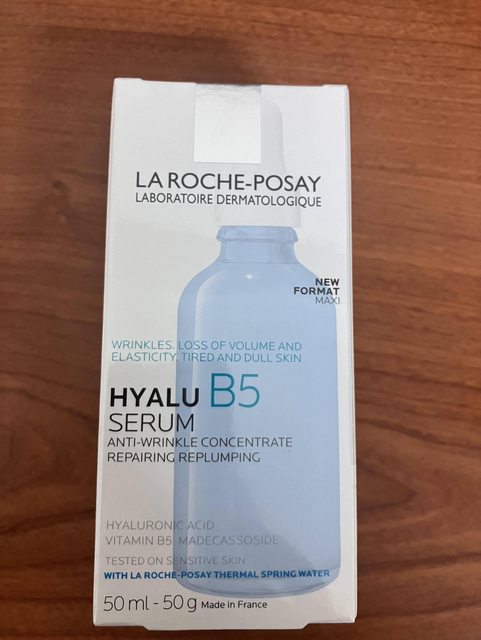 LA ROCHE-POSAY
LABORATOIRE DERMATOLOGIQUE
NEW
FORMAT
MAXI
WRINKLES, LOSS OF VOLUME AND
ELASTICITY, TIRED AND DULL SKIN
HYALU B5
SERUM
ANTI-WRINKLE CONCENTRATE
REPAIRING REPLUMPING
HYALURONIC ACID
VITAMIN B5, MADECASSOSIDE
TESTED ON SENSITIVE SKIN
WITH LA ROCHE-POSAY THERMAL SPRING WATER
50 ml - 50 g Made in France